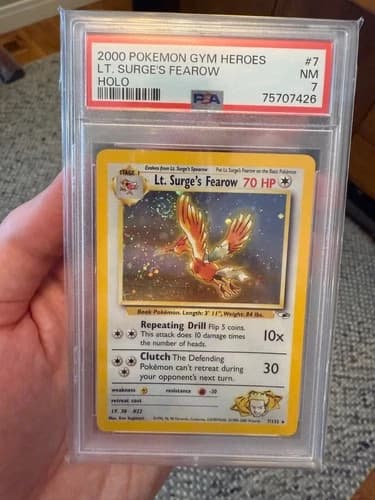 2000 POKEMON GYM HEROES #7
LT. SURGE'S FEAROW NM
HOLO 7
PSA 75707426
STAGE 1 Evolves from Lt. Surge's Spearow Put Lt. Surge's Fearow on the Basic Pokémon
Lt. Surge's Fearow 70 HP
Beak Pokémon. Length: 3' 11", Weight: 84 lbs.
Repeating Drill Flip 5 coins.
This attack does 10 damage times 10x
the number of heads.
Clutch The Defending
Pokémon can't retreat during 30
your opponent's next turn.
weakness resistance -30
retreat cost
LV. 30 #22